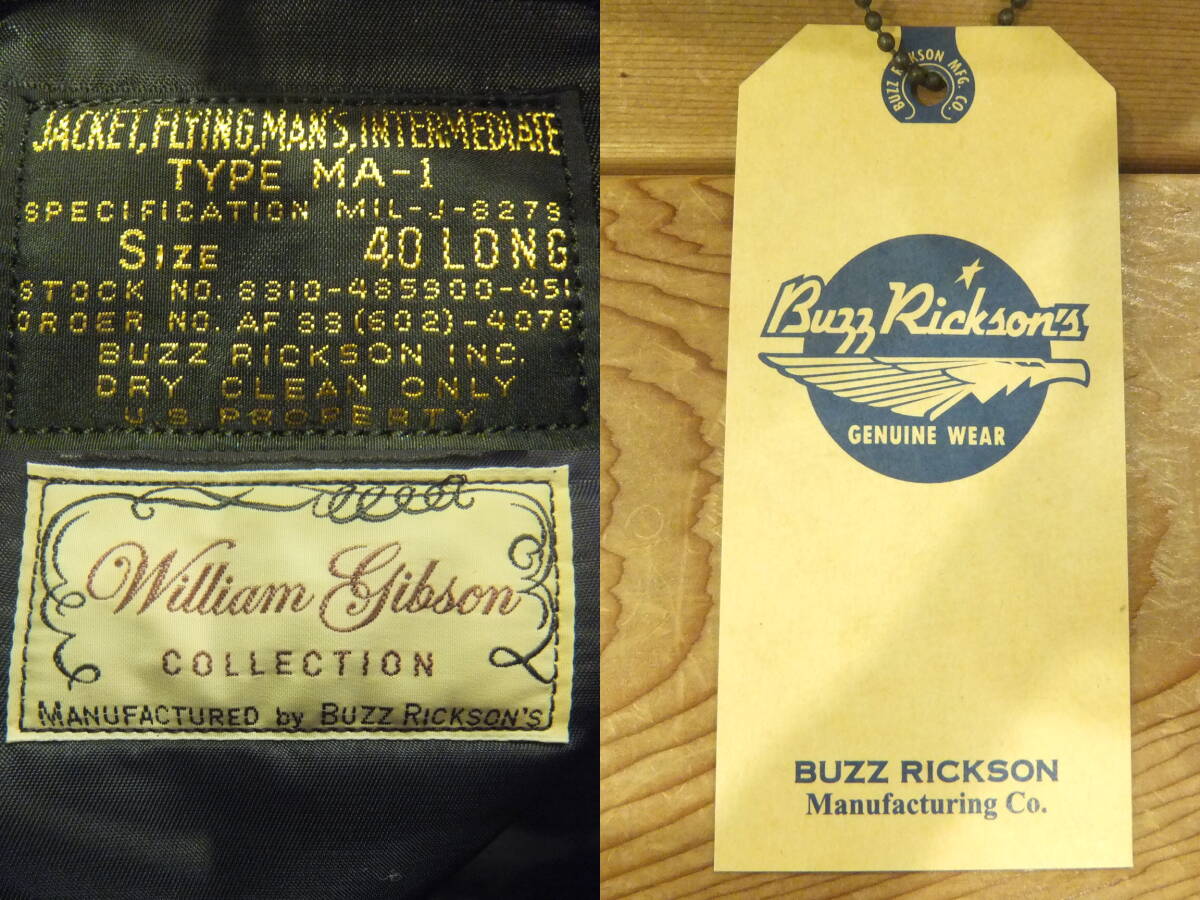 JACKET, FLYING, MAN'S, INTERMEDIATE
TYPE MA-1
SPECIFICATION MIL-J-8279
SIZE 40 LONG
STOCK NO. 8310-485900-451
ORDER NO. AF 33(602)-4078
BUZZ RICKSON INC.
DRY CLEAN ONLY
US PROPERTY
William Gibson
COLLECTION
MANUFACTURED by BUZZ RICKSON'S
BUZZ RICKSON MFG. CO.
Buzz Rickson's
GENUINE WEAR
BUZZ RICKSON
Manufacturing Co.